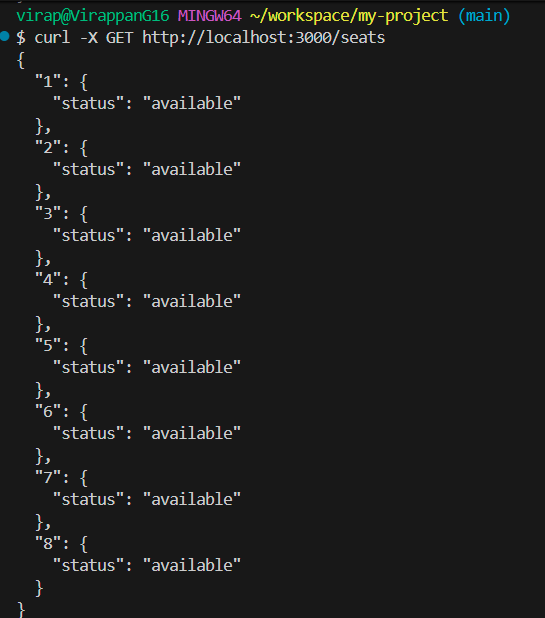 virap@VirappanG16 MINGW64 ~/workspace/my-project (main)
$ curl -X GET http://localhost:3000/seats
{
  "1": {
    "status": "available"
  },
  "2": {
    "status": "available"
  },
  "3": {
    "status": "available"
  },
  "4": {
    "status": "available"
  },
  "5": {
    "status": "available"
  },
  "6": {
    "status": "available"
  },
  "7": {
    "status": "available"
  },
  "8": {
    "status": "available"
  }
}